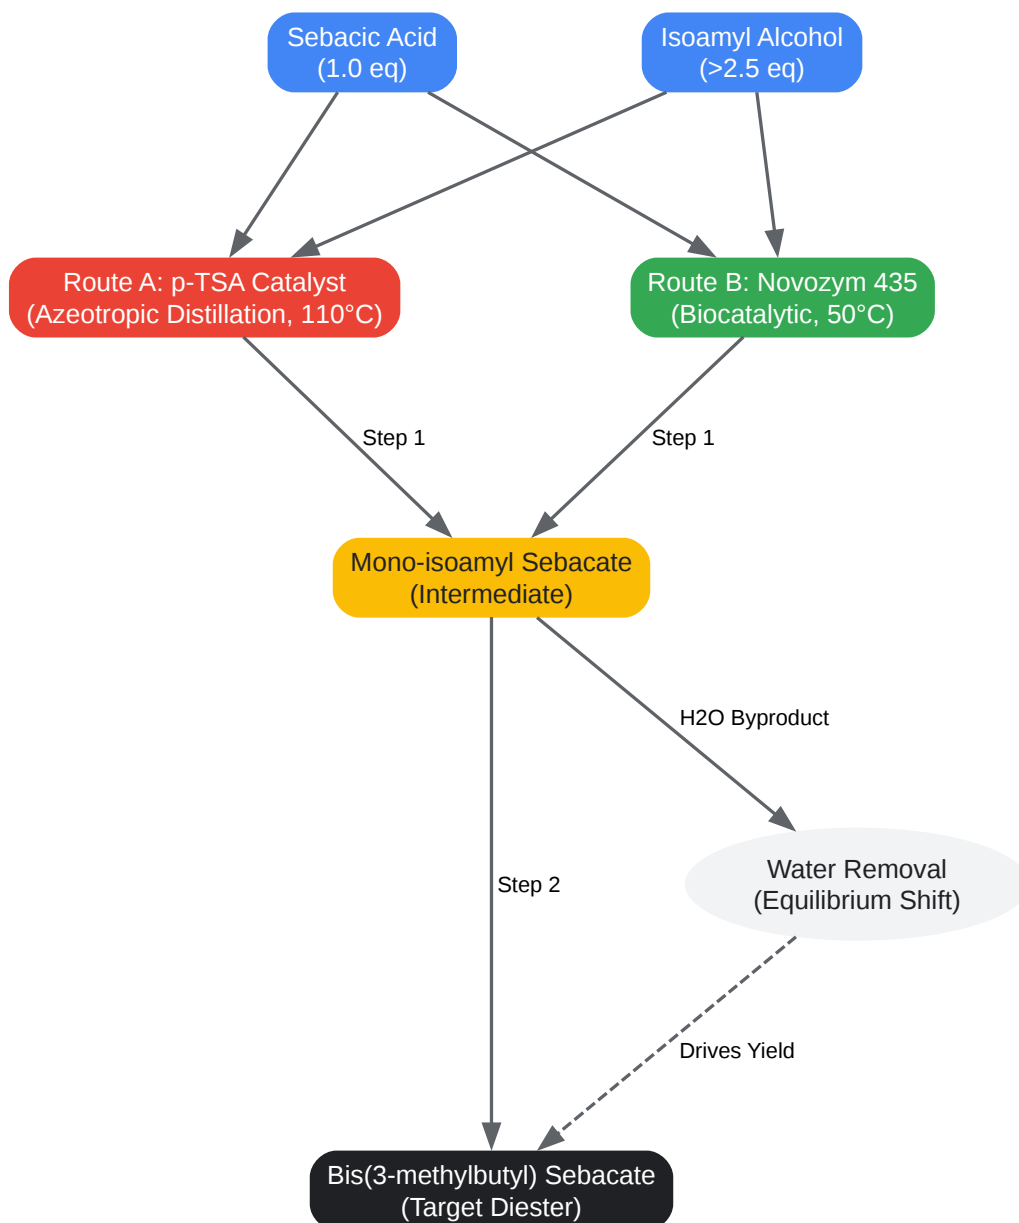 Sebacic Acid
(1.0 eq)
Isoamyl Alcohol
(>2.5 eq)
Route A: p-TSA Catalyst
(Azeotropic Distillation, 110°C)
Route B: Novozym 435
(Biocatalytic, 50°C)
Step 1
Step 1
Mono-isoamyl Sebacate
(Intermediate)
H2O Byproduct
Water Removal
(Equilibrium Shift)
Step 2
Drives Yield
Bis(3-methylbutyl) Sebacate
(Target Diester)